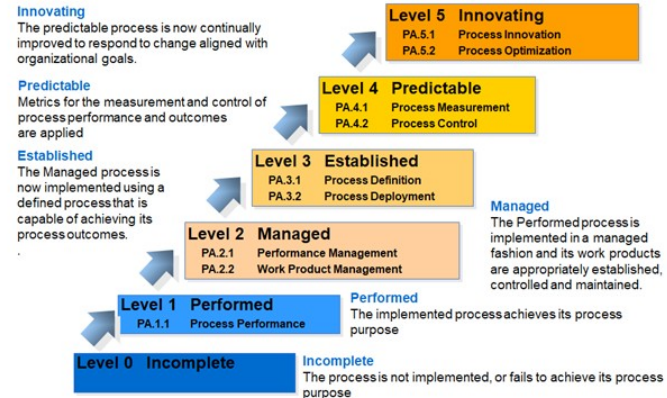 Innovating
The predictable process is now continually
improved to respond to change aligned with
organizational goals.
Level 5 Innovating
PA.5.1 Process Innovation
PA.5.2 Process Optimization
Predictable
Metrics for the measurement and control of
process performance and outcomes
are applied
Level 4 Predictable
PA.4.1 Process Measurement
PA.4.2 Process Control
Established
The Managed process is
now implemented using a
defined process that is
capable of achieving its
process outcomes.
.
Level 3 Established
PA.3.1 Process Definition
PA.3.2 Process Deployment
Level 2 Managed
PA.2.1 Performance Management
PA.2.2 Work Product Management
Managed
The Performed process is
implemented in a managed
fashion and its work products
are appropriately established,
controlled and maintained.
Level 1 Performed
PA.1.1 Process Performance
Performed
The implemented process achieves its process
purpose
Level 0 Incomplete
Incomplete
The process is not implemented, or fails to achieve its process
purpose